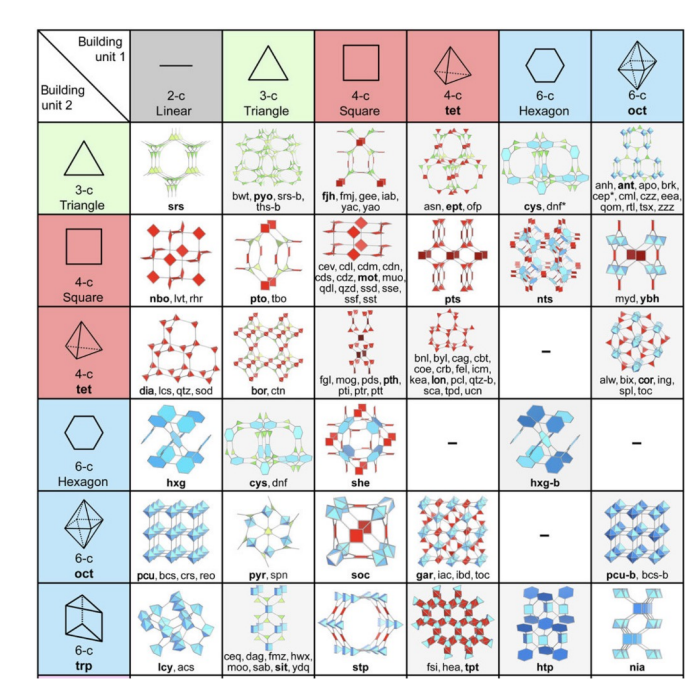 Building
unit 1
Building
unit 2
2-c
Linear
3-c
Triangle
4-c
Square
4-c
tet
6-c
Hexagon
6-c
oct
3-c
Triangle
srs
bwt, pyo, srs-b,
ths-b
fjh, fmj, gee, iab,
yac, yao
asn, ept, ofp
cys, dnf*
anh, ant, apo, brk,
cep*, cml, czz, eea,
qom, rtl, tsx, zzz
4-c
Square
nbo, lvt, rhr
pto, tbo
cev, cdl, cdm, cdn,
cds, cdz, mot, muo,
qdl, qzd, ssd, sse,
ssf, sst
pts
nts
myd, ybh
4-c
tet
dia, lcs, qtz, sod
bor, ctn
fgl, mog, pds, pth,
pti, ptr, ptt
bnl, byl, cag, cbt,
coe, crb, fel, icm,
kea, lon, pcl, qtz-b,
sca, tpd, ucn
–
alw, bix, cor, ing,
spl, toc
6-c
Hexagon
hxg
cys, dnf
she
–
hxg-b
–
6-c
oct
pcu, bcs, crs, reo
pyr, spn
soc
gar, iac, ibd, toc
–
pcu-b, bcs-b
6-c
trp
lcy, acs
ceq, dag, fmz, hwx,
moo, sab, sit, ydq
stp
fsi, hea, tpt
htp
nia